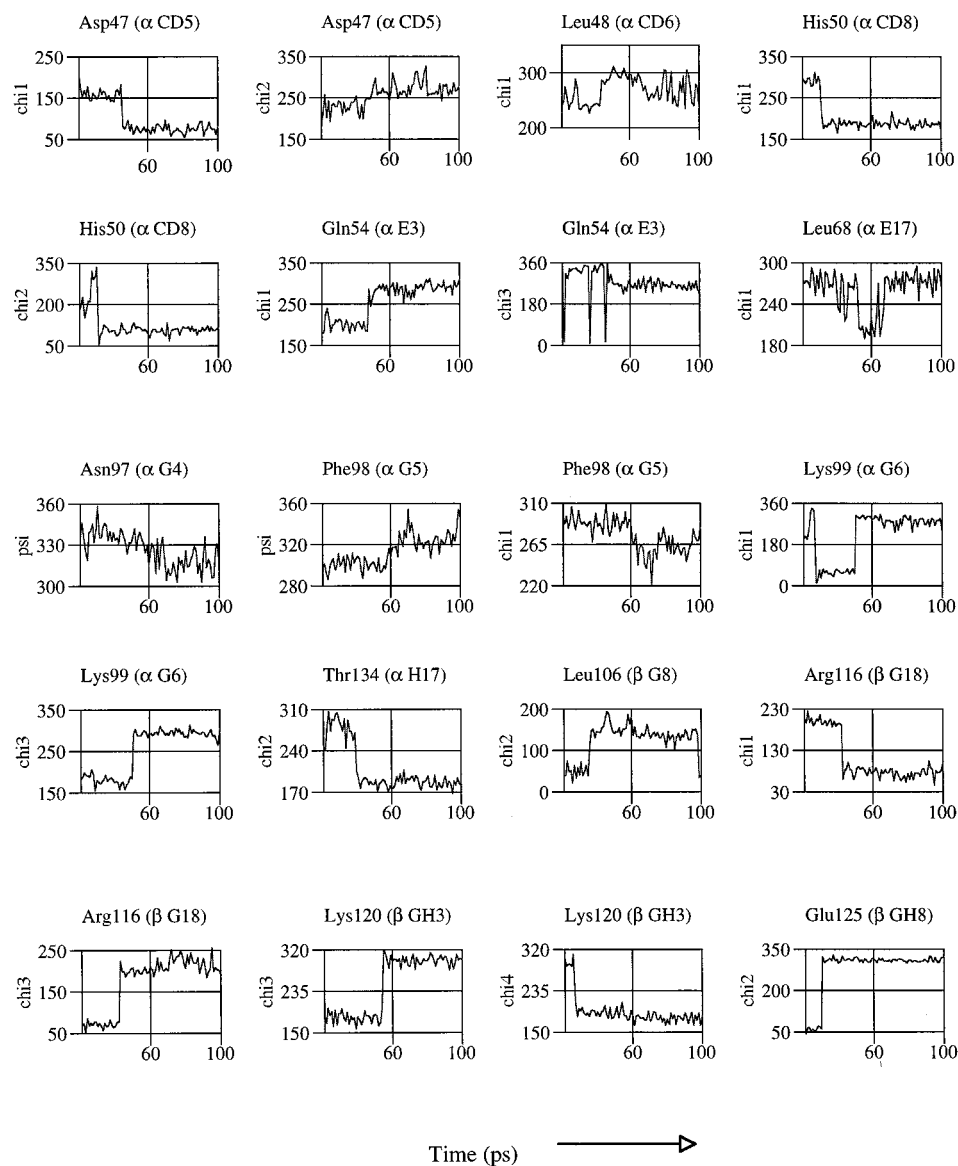 Asp47 (α CD5) Asp47 (α CD5) Leu48 (α CD6) His50 (α CD8)
250 350 300 350
chi1 150 chi2 250 chi1 chi1 250
50 150 200 150
60 100 60 100 60 100 60 100
His50 (α CD8) Gln54 (α E3) Gln54 (α E3) Leu68 (α E17)
350 350 360 300
chi2 200 chi1 250 chi3 180 chi1 240
50 150 0 180
60 100 60 100 60 100 60 100
Asn97 (α G4) Phe98 (α G5) Phe98 (α G5) Lys99 (α G6)
360 360 310 360
psi 330 psi 320 chi1 265 chi1 180
300 280 220 0
60 100 60 100 60 100 60 100
Lys99 (α G6) Thr134 (α H17) Leu106 (β G8) Arg116 (β G18)
350 310 200 230
chi3 250 chi2 240 chi2 100 chi1 130
150 170 0 30
60 100 60 100 60 100 60 100
Arg116 (β G18) Lys120 (β GH3) Lys120 (β GH3) Glu125 (β GH8)
250 320 320 350
chi3 150 chi3 235 chi4 235 chi2 200
50 150 150 50
60 100 60 100 60 100 60 100
Time (ps)